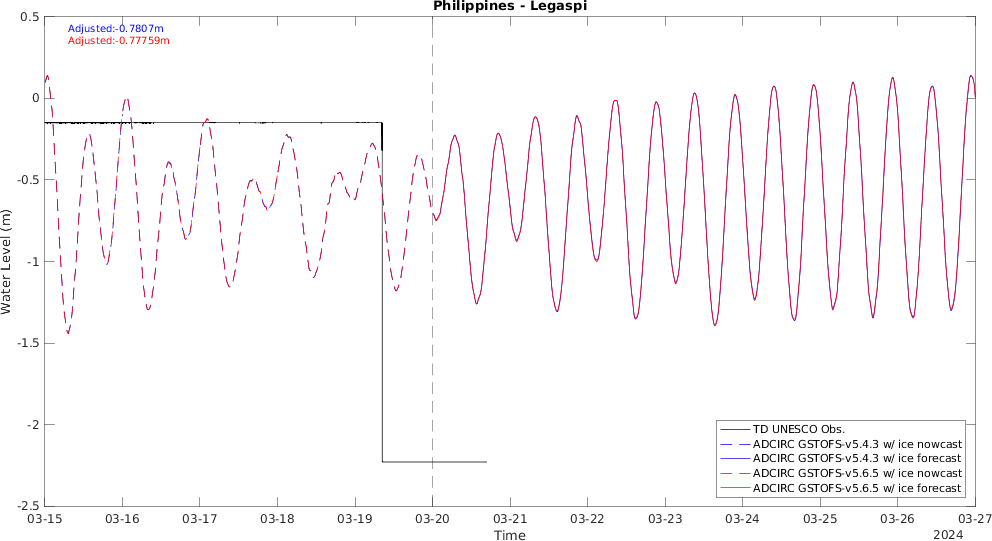 Philippines - Legaspi
Adjusted:-0.7807m
Adjusted:-0.77759m
0.5
0
-0.5
-1
-1.5
-2
-2.5
Water Level (m)
TD UNESCO Obs.
ADCIRC GSTOFS-v5.4.3 w/ ice nowcast
ADCIRC GSTOFS-v5.4.3 w/ ice forecast
ADCIRC GSTOFS-v5.6.5 w/ ice nowcast
ADCIRC GSTOFS-v5.6.5 w/ ice forecast
03-15 03-16 03-17 03-18 03-19 03-20 03-21 03-22 03-23 03-24 03-25 03-26 03-27
Time
2024